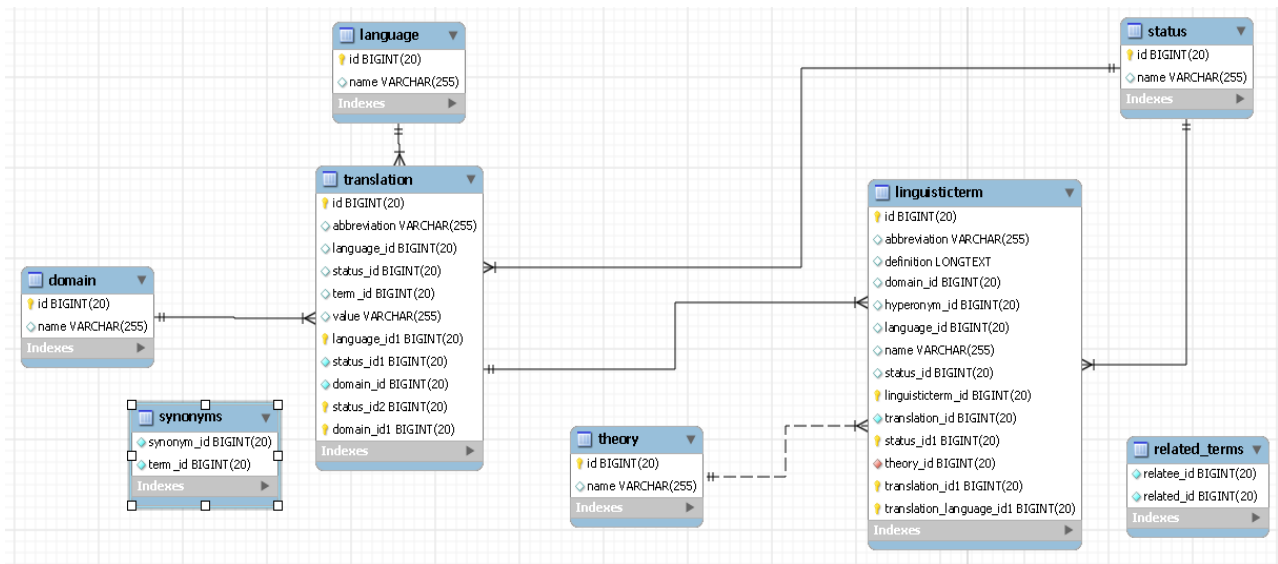 language
id BIGINT(20)
name VARCHAR(255)
Indexes
status
id BIGINT(20)
name VARCHAR(255)
Indexes
translation
id BIGINT(20)
abbreviation VARCHAR(255)
language_id BIGINT(20)
status_id BIGINT(20)
term_id BIGINT(20)
value VARCHAR(255)
language_id1 BIGINT(20)
status_id1 BIGINT(20)
domain_id BIGINT(20)
status_id2 BIGINT(20)
domain_id1 BIGINT(20)
Indexes
linguisticterm
id BIGINT(20)
abbreviation VARCHAR(255)
definition LONGTEXT
domain_id BIGINT(20)
hyperonym_id BIGINT(20)
language_id BIGINT(20)
name VARCHAR(255)
status_id BIGINT(20)
linguisticterm_id BIGINT(20)
translation_id BIGINT(20)
status_id1 BIGINT(20)
theory_id BIGINT(20)
translation_id1 BIGINT(20)
translation_language_id1 BIGINT(20)
Indexes
domain
id BIGINT(20)
name VARCHAR(255)
Indexes
synonyms
synonym_id BIGINT(20)
term_id BIGINT(20)
Indexes
theory
id BIGINT(20)
name VARCHAR(255)
Indexes
related_terms
relatee_id BIGINT(20)
related_id BIGINT(20)
Indexes